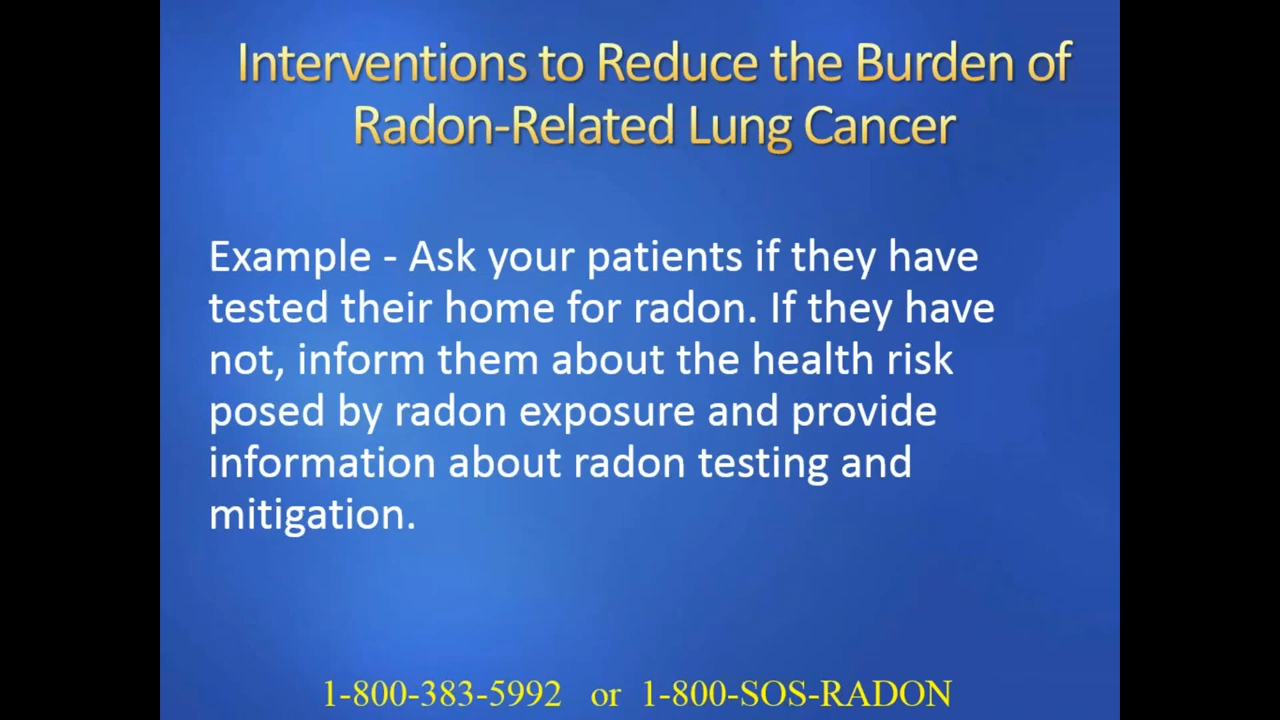 Interventions to Reduce the Burden of
Radon-Related Lung Cancer
Example - Ask your patients if they have
tested their home for radon. If they have
not, inform them about the health risk
posed by radon exposure and provide
information about radon testing and
mitigation.
1-800-383-5992 or 1-800-SOS-RADON